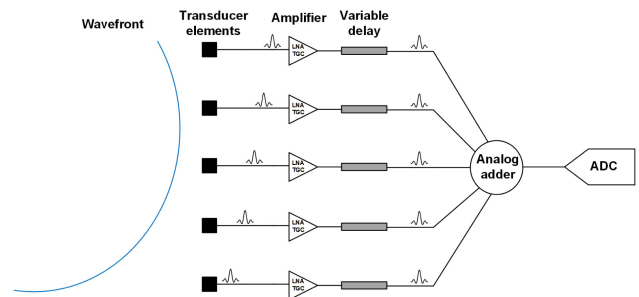 Wavefront
Transducer
elements
Amplifier
Variable
delay
LNA
TGC
LNA
TGC
LNA
TGC
LNA
TGC
LNA
TGC
Analog
adder
ADC